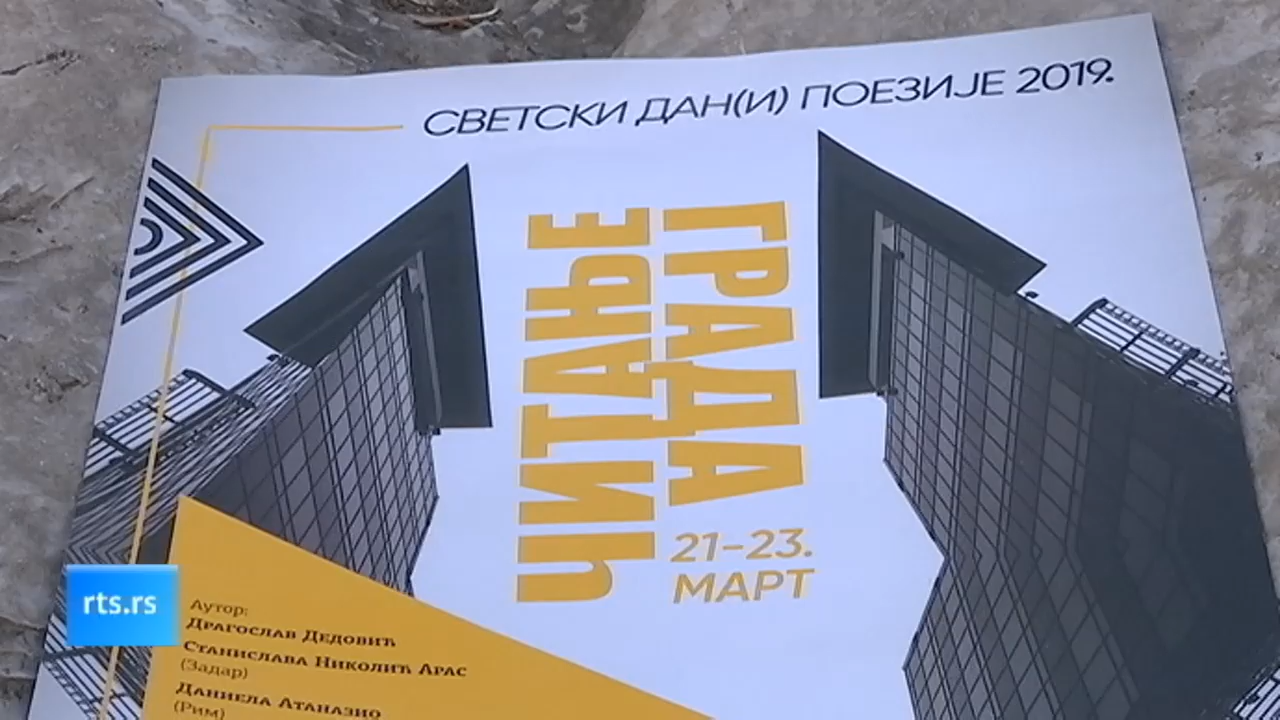 СВЕТСКИ ДАН(И) ПОЕЗИЈЕ 2019.
ЧИТАЊЕ
ГРАДА
21-23.
МАРТ
Аутор:
Драгослав Дедовић
Станислава Николић Арас
(Задар)
Даниела Атаназио
(Рим)
rts.rs